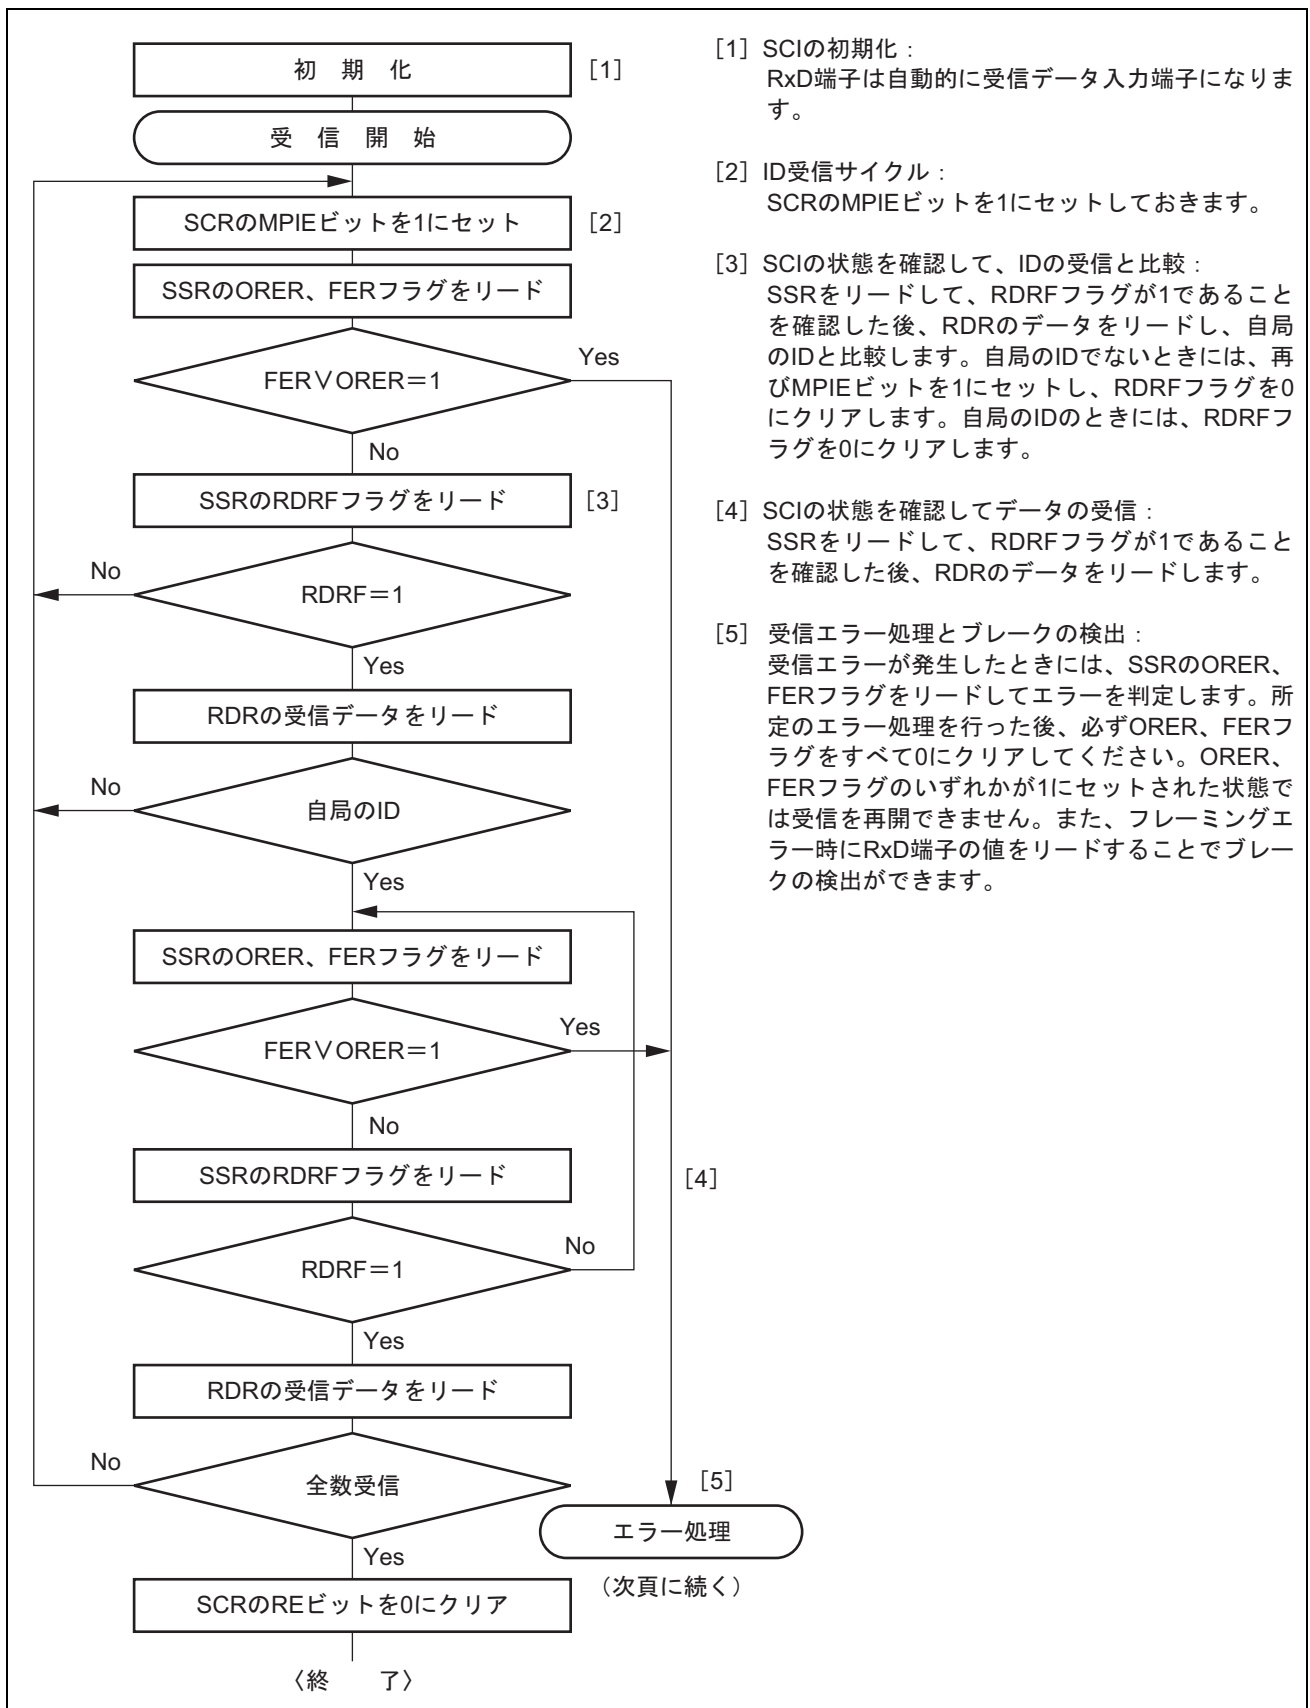 初　期　化
[1]
受　信　開　始
SCRのMPIEビットを1にセット
[2]
SSRのORER、FERフラグをリード
FER∨ORER＝1
Yes
No
SSRのRDRFフラグをリード
[3]
No
RDRF＝1
Yes
RDRの受信データをリード
No
自局のID
Yes
SSRのORER、FERフラグをリード
Yes
FER∨ORER＝1
No
SSRのRDRFフラグをリード
[4]
No
RDRF＝1
Yes
RDRの受信データをリード
No
全数受信
[5]
エラー処理
Yes
（次頁に続く）
SCRのREビットを0にクリア
〈終　　了〉
[1] SCIの初期化：
RxD端子は自動的に受信データ入力端子になりま
す。
[2] ID受信サイクル：
SCRのMPIEビットを1にセットしておきます。
[3] SCIの状態を確認して、IDの受信と比較：
SSRをリードして、RDRFフラグが1であること
を確認した後、RDRのデータをリードし、自局
のIDと比較します。自局のIDでないときには、再
びMPIEビットを1にセットし、RDRFフラグを0
にクリアします。自局のIDのときには、RDRFフ
ラグを0にクリアします。
[4] SCIの状態を確認してデータの受信：
SSRをリードして、RDRFフラグが1であること
を確認した後、RDRのデータをリードします。
[5] 受信エラー処理とブレークの検出：
受信エラーが発生したときには、SSRのORER、
FERフラグをリードしてエラーを判定します。所
定のエラー処理を行った後、必ずORER、FERフ
ラグをすべて0にクリアしてください。ORER、
FERフラグのいずれかが1にセットされた状態で
は受信を再開できません。また、フレーミングエ
ラー時にRxD端子の値をリードすることでブレー
クの検出ができます。